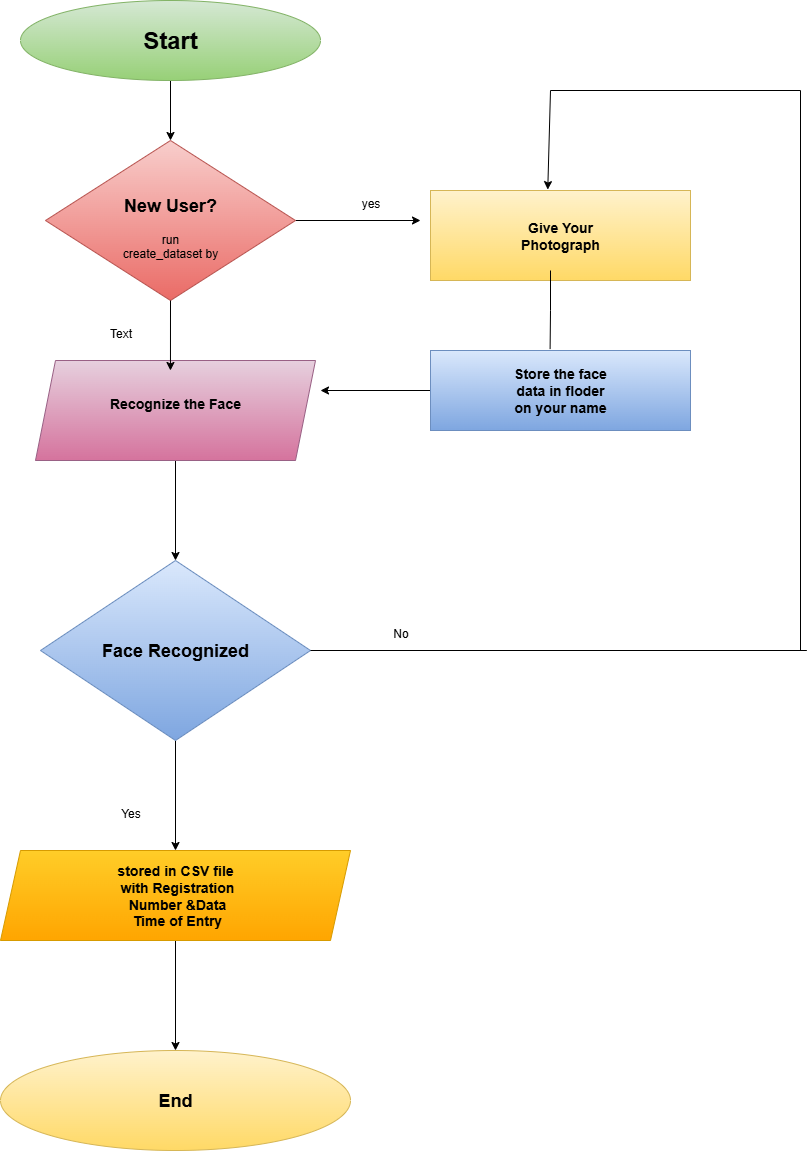 Start
New User?
run
create_dataset by
yes
Give Your
Photograph
Text
Recognize the Face
Store the face
data in floder
on your name
Face Recognized
No
Yes
stored in CSV file
with Registration
Number &Data
Time of Entry
End